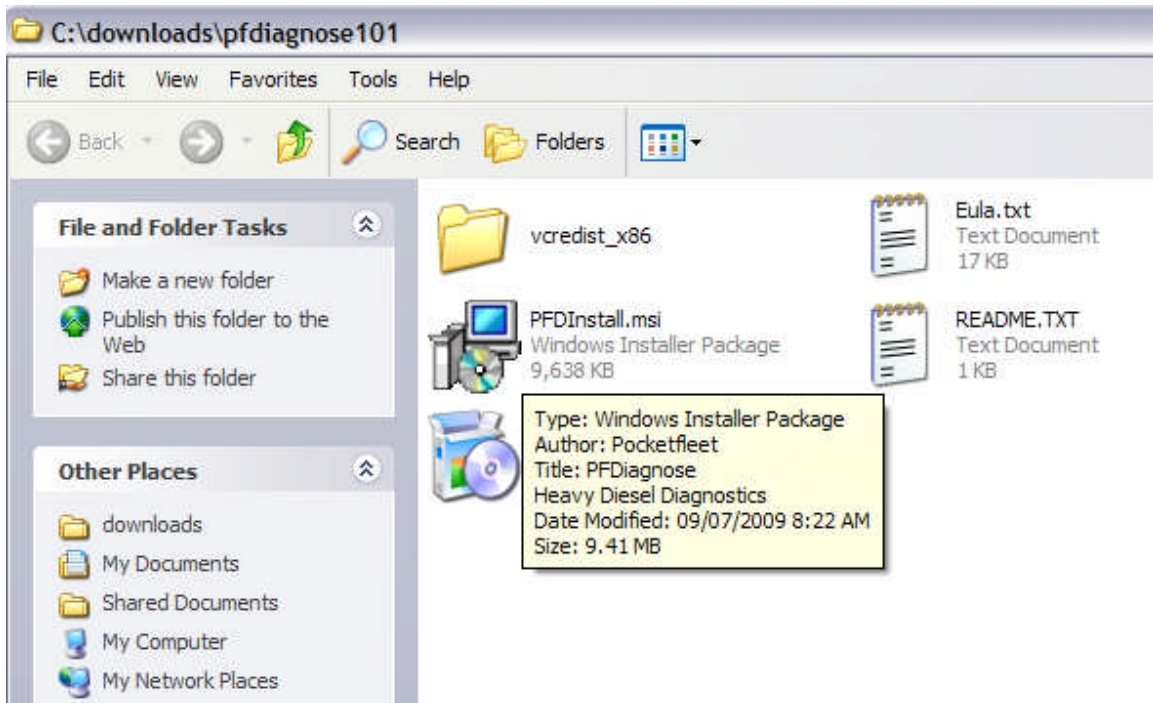 C:\downloads\pfdiagnose101
File Edit View Favorites Tools Help
Back Search Folders
File and Folder Tasks
Make a new folder
Publish this folder to the
Web
Share this folder
Other Places
downloads
My Documents
Shared Documents
My Computer
My Network Places
vcredist_x86
Eula.txt
Text Document
17 KB
PFDInstall.msi
Windows Installer Package
9,638 KB
README.TXT
Text Document
1 KB
Type: Windows Installer Package
Author: Pocketfleet
Title: PFDiagnose
Heavy Diesel Diagnostics
Date Modified: 09/07/2009 8:22 AM
Size: 9.41 MB